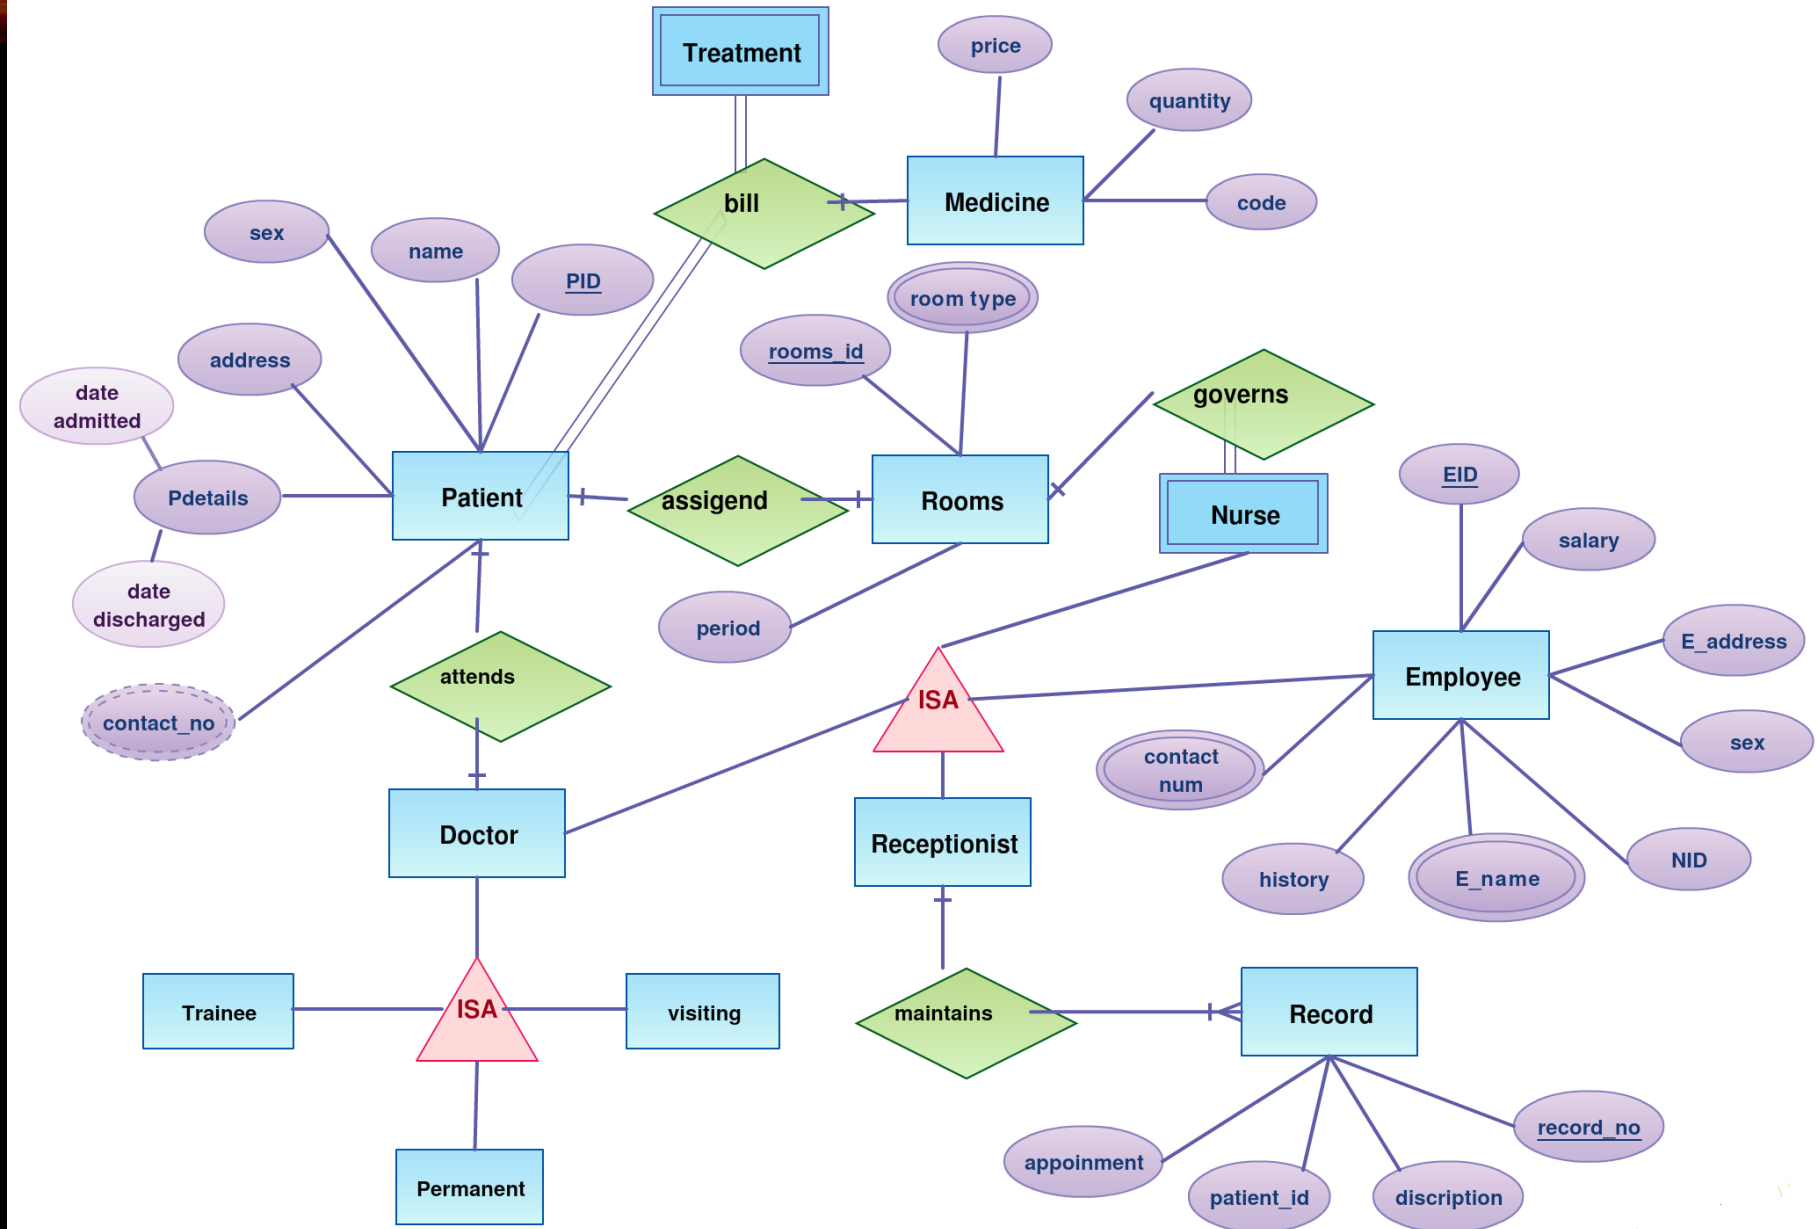 Treatment
price
quantity
bill
Medicine
code
sex
name
PID
room type
rooms_id
address
date
admitted
governs
Pdetails
Patient
assigend
Rooms
Nurse
EID
salary
date
discharged
period
E_address
attends
Employee
contact_no
ISA
contact
num
sex
Doctor
Receptionist
history
E_name
NID
Trainee
ISA
visiting
maintains
Record
appoinment
patient_id
discription
record_no
Permanent